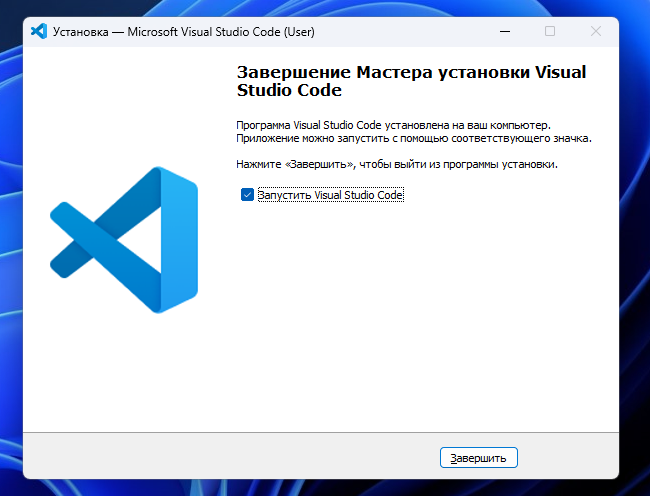 Установка — Microsoft Visual Studio Code (User)
Завершение Мастера установки Visual
Studio Code
Программа Visual Studio Code установлена на ваш компьютер.
Приложение можно запустить с помощью соответствующего значка.
Нажмите «Завершить», чтобы выйти из программы установки.
Запустить Visual Studio Code
Завершить